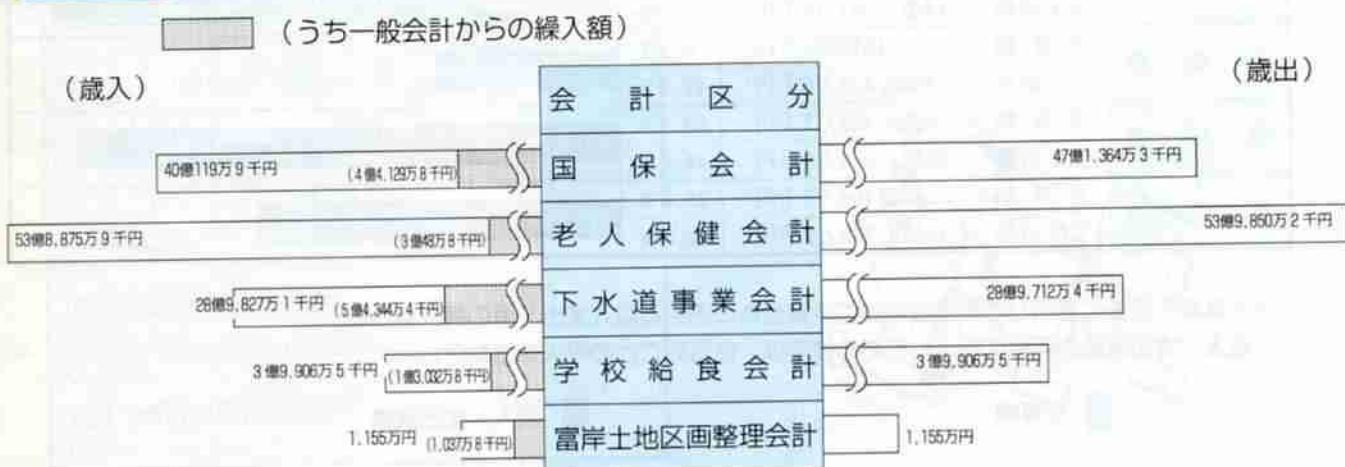 （うち一般会計からの繰入額）
（歳入）
（歳出）
会計区分
40億119万9千円 （4億4,129万8千円） 国保会計 47億1,364万3千円
53億8,875万9千円 （3億48万8千円） 老人保健会計 53億9,850万2千円
28億9,827万1千円 （5億4,344万4千円） 下水道事業会計 28億9,712万4千円
3億9,906万5千円 （1億3,032万8千円） 学校給食会計 3億9,906万5千円
1,155万円 （1,037万8千円） 富岸土地区画整理会計 1,155万円